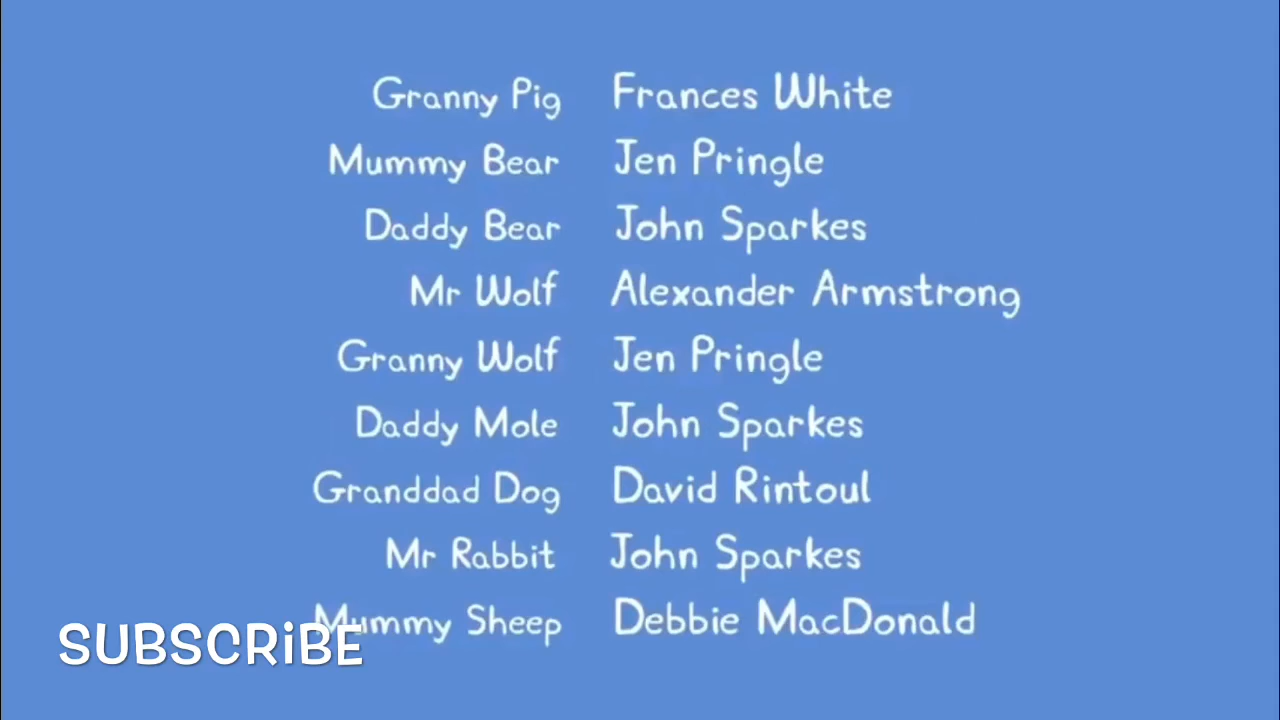 Granny Pig Frances White
Mummy Bear Jen Pringle
Daddy Bear John Sparkes
Mr Wolf Alexander Armstrong
Granny Wolf Jen Pringle
Daddy Mole John Sparkes
Granddad Dog David Rintoul
Mr Rabbit John Sparkes
Mummy Sheep Debbie MacDonald
SUBSCRiBE